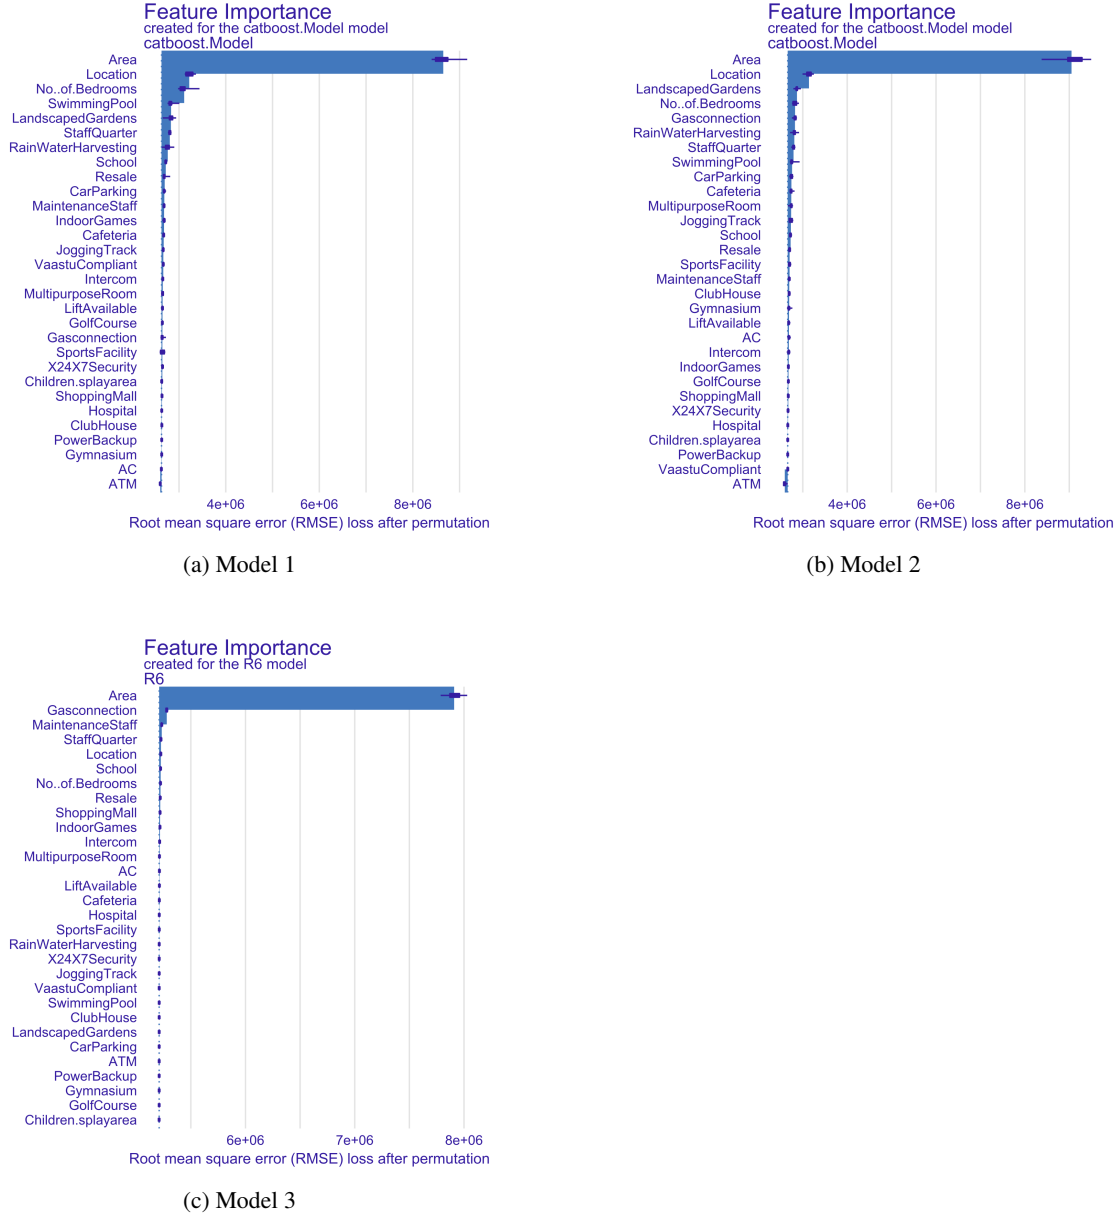 Feature Importance
created for the catboost.Model model
catboost.Model
Area
Location
No..of.Bedrooms
SwimmingPool
LandscapedGardens
StaffQuarter
RainWaterHarvesting
School
Resale
CarParking
MaintenanceStaff
IndoorGames
Cafeteria
JoggingTrack
VaastuCompliant
Intercom
MultipurposeRoom
LiftAvailable
GolfCourse
Gasconnection
SportsFacility
X24X7Security
Children.splayarea
ShoppingMall
Hospital
ClubHouse
PowerBackup
Gymnasium
AC
ATM
4e+06 6e+06 8e+06
Root mean square error (RMSE) loss after permutation
(a) Model 1
Feature Importance
created for the catboost.Model model
catboost.Model
Area
Location
LandscapedGardens
No..of.Bedrooms
Gasconnection
RainWaterHarvesting
StaffQuarter
SwimmingPool
CarParking
Cafeteria
MultipurposeRoom
JoggingTrack
School
Resale
SportsFacility
MaintenanceStaff
ClubHouse
Gymnasium
LiftAvailable
AC
Intercom
IndoorGames
GolfCourse
ShoppingMall
X24X7Security
Hospital
Children.splayarea
PowerBackup
VaastuCompliant
ATM
4e+06 6e+06 8e+06
Root mean square error (RMSE) loss after permutation
(b) Model 2
Feature Importance
created for the R6 model
R6
Area
Gasconnection
MaintenanceStaff
StaffQuarter
Location
School
No..of.Bedrooms
Resale
ShoppingMall
IndoorGames
Intercom
MultipurposeRoom
AC
LiftAvailable
Cafeteria
Hospital
SportsFacility
RainWaterHarvesting
X24X7Security
JoggingTrack
VaastuCompliant
SwimmingPool
ClubHouse
LandscapedGardens
CarParking
ATM
PowerBackup
Gymnasium
GolfCourse
Children.splayarea
6e+06 7e+06 8e+06
Root mean square error (RMSE) loss after permutation
(c) Model 3